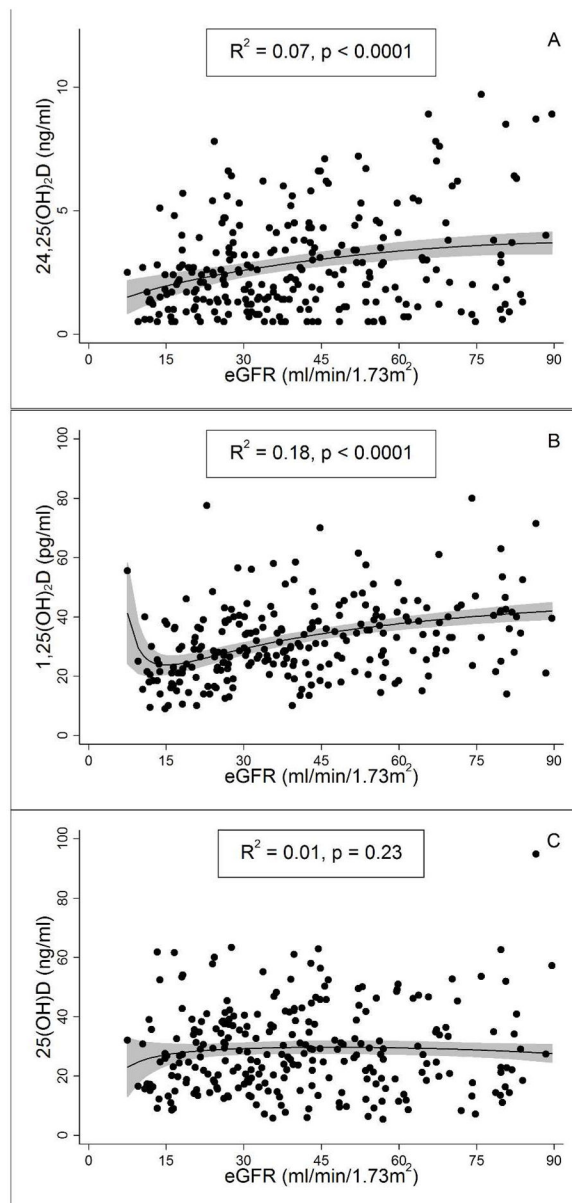 A
R² = 0.07, p < 0.0001
24,25(OH)₂D (ng/ml)
10
5
0
0 15 30 45 60 75 90
eGFR (ml/min/1.73m²)
B
R² = 0.18, p < 0.0001
1,25(OH)₂D (pg/ml)
100
80
60
40
20
0
0 15 30 45 60 75 90
eGFR (ml/min/1.73m²)
C
R² = 0.01, p = 0.23
25(OH)D (ng/ml)
100
80
60
40
20
0
0 15 30 45 60 75 90
eGFR (ml/min/1.73m²)